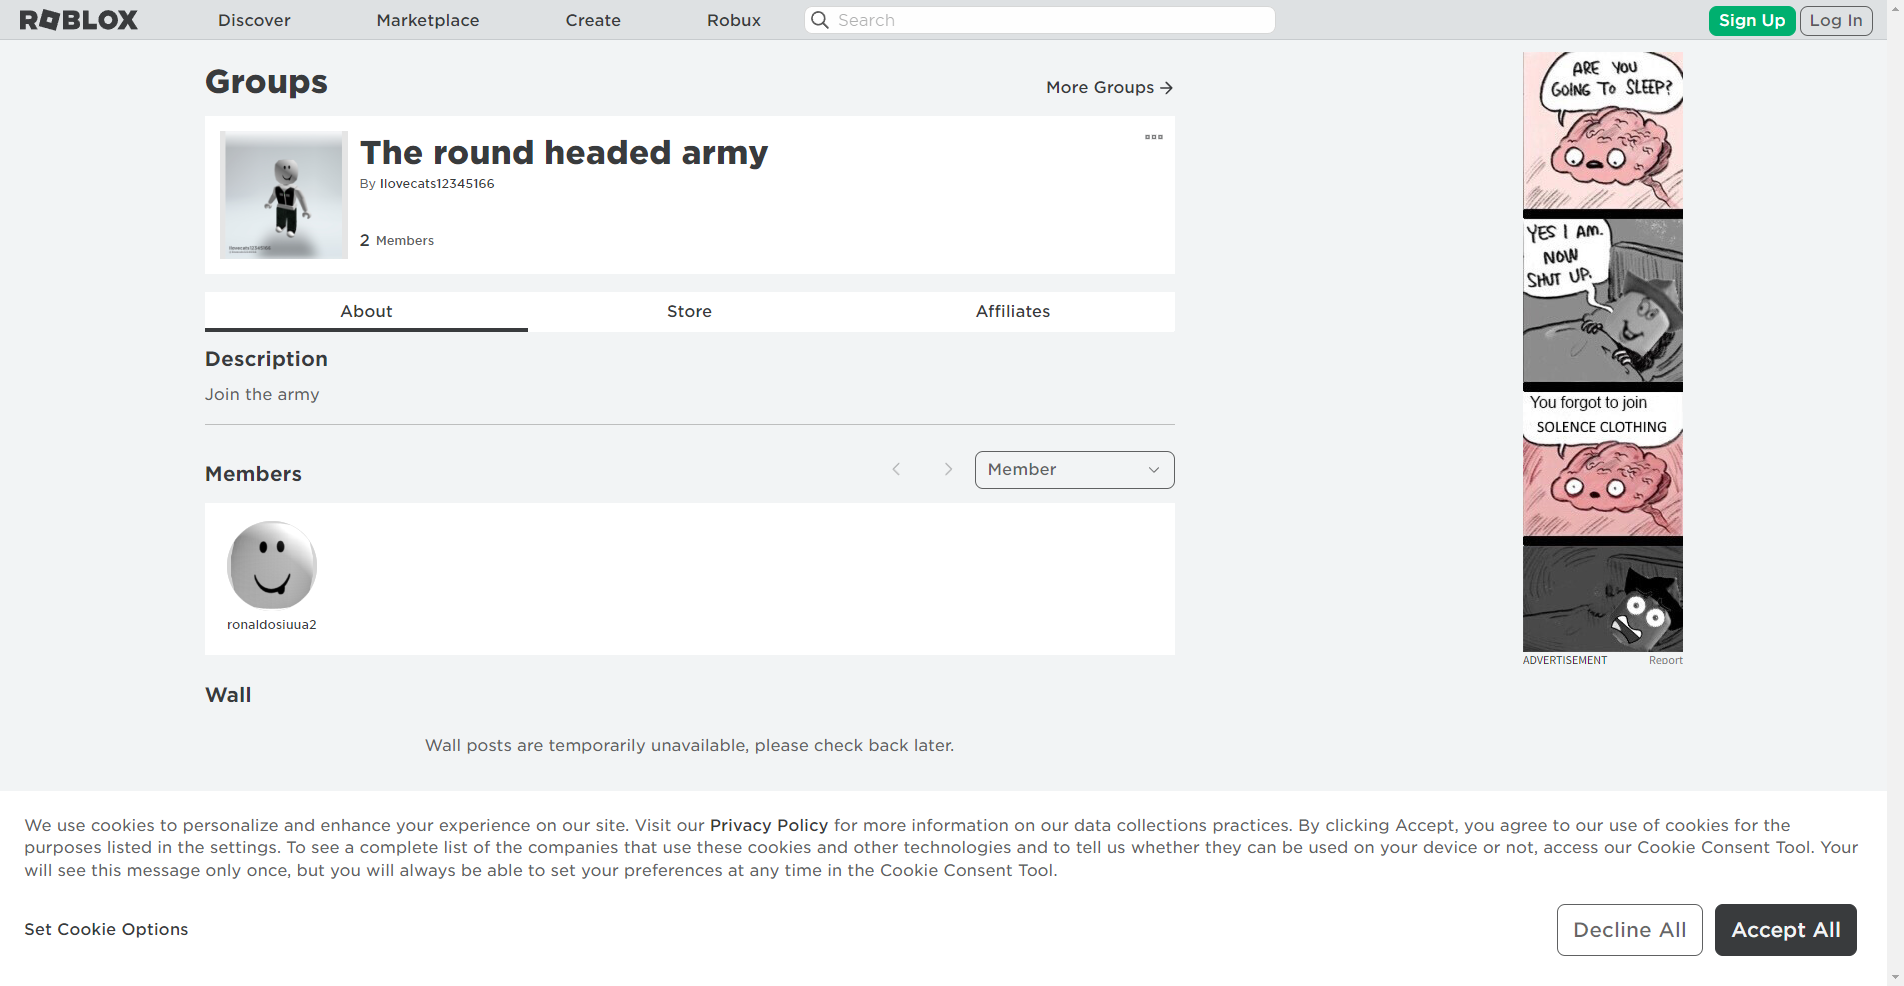 ROBLOX
Discover
Marketplace
Create
Robux
Search
Sign Up
Log In
Groups
More Groups
The round headed army
By Ilovecats12345166
2 Members
About
Store
Affiliates
Description
Join the army
Members
Member
ronaldosiuua2
Wall
Wall posts are temporarily unavailable, please check back later.
ARE YOU
GOING TO SLEEP?
YES I AM.
NOW
SHUT UP.
You forgot to join
SOLENCE CLOTHING
ADVERTISEMENT
Report
We use cookies to personalize and enhance your experience on our site. Visit our Privacy Policy for more information on our data collections practices. By clicking Accept, you agree to our use of cookies for the
purposes listed in the settings. To see a complete list of the companies that use these cookies and other technologies and to tell us whether they can be used on your device or not, access our Cookie Consent Tool. Your
will see this message only once, but you will always be able to set your preferences at any time in the Cookie Consent Tool.
Set Cookie Options
Decline All
Accept All